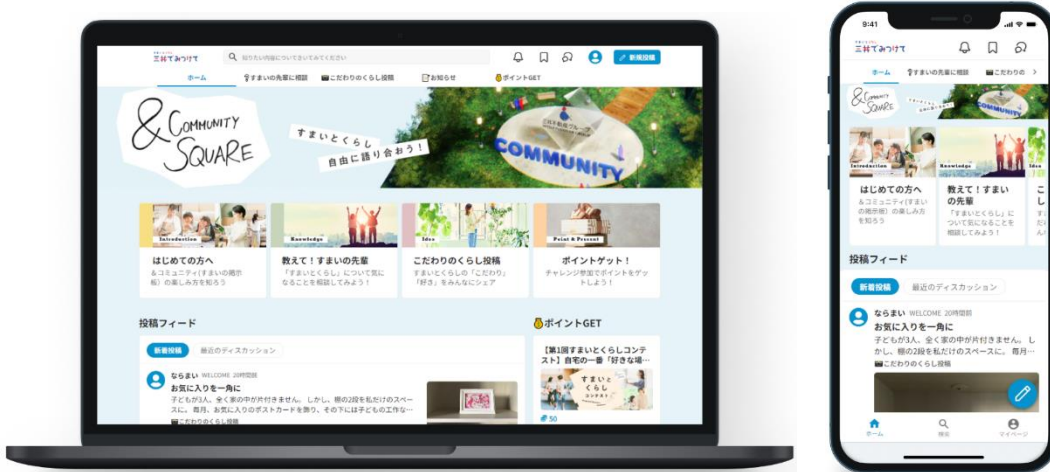 三井でみつけて
知りたい内容についてきいてみてください
新規投稿
ホーム
すまいの先輩に相談
こだわりのくらし投稿
お知らせ
ポイントGET
& COMMUNITY
SQUARE
すまいとくらし
自由に語り合おう！
三井不動産グループ
COMMUNITY
Introduction
はじめての方へ
&コミュニティ(すまいの掲示
板）の楽しみ方を知ろう
Knowledge
教えて！すまいの先輩
「すまいとくらし」について気に
なることを相談してみよう！
Idea
こだわりのくらし投稿
すまいとくらしの「こだわり」
「好き」をみんなにシェア
Point & Present
ポイントゲット！
チャレンジ参加でポイントをゲッ
トしよう！
投稿フィード
新着投稿
最近のディスカッション
ならまい WELCOME 20時間前
お気に入りを一角に
子どもが3人、全く家の中が片付きません。しかし、棚の2段を私だけのスペー
スに。 毎月、お気に入りのポストカードを飾り、その下には子どもの工作な…
こだわりのくらし投稿
ポイントGET
【第1回すまいとくらしコンテ
スト】自宅の一番「好きな場…
すまいと
くらし
コンテスト
50
9:41
三井でみつけて
ホーム
すまいの先輩に相談
こだわりの
& COMMUNITY
SQUARE
COMMUNITY
Introduction
はじめての方へ
&コミュニティ(すまい
の掲示板）の楽しみ方
を知ろう
Knowledge
教えて！すまい
の先輩
「すまいとくらし」に
ついて気になることを
相談してみよう！
投稿フィード
新着投稿
最近のディスカッション
ならまい WELCOME 20時間前
お気に入りを一角に
子どもが3人、全く家の中が片付きません。 し
かし、棚の2段を私だけのスペースに。 毎月…
こだわりのくらし投稿
ホーム
検索
マイページ